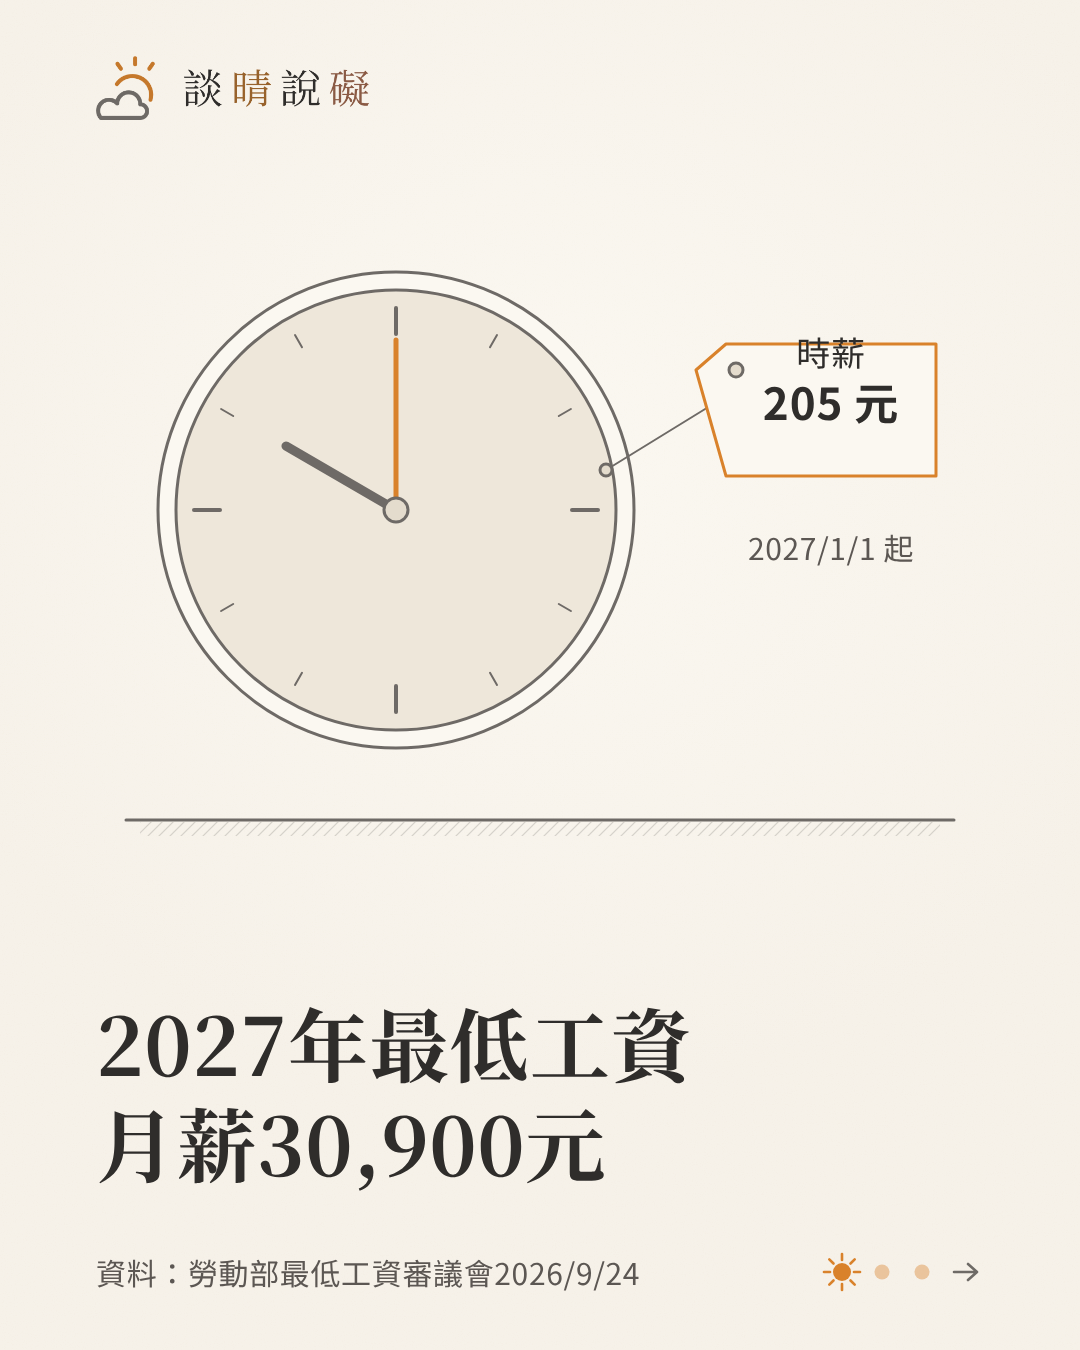 談晴說礙
時薪
205 元
2027/1/1 起
2027年最低工資
月薪30,900元
資料：勞動部最低工資審議會2026/9/24